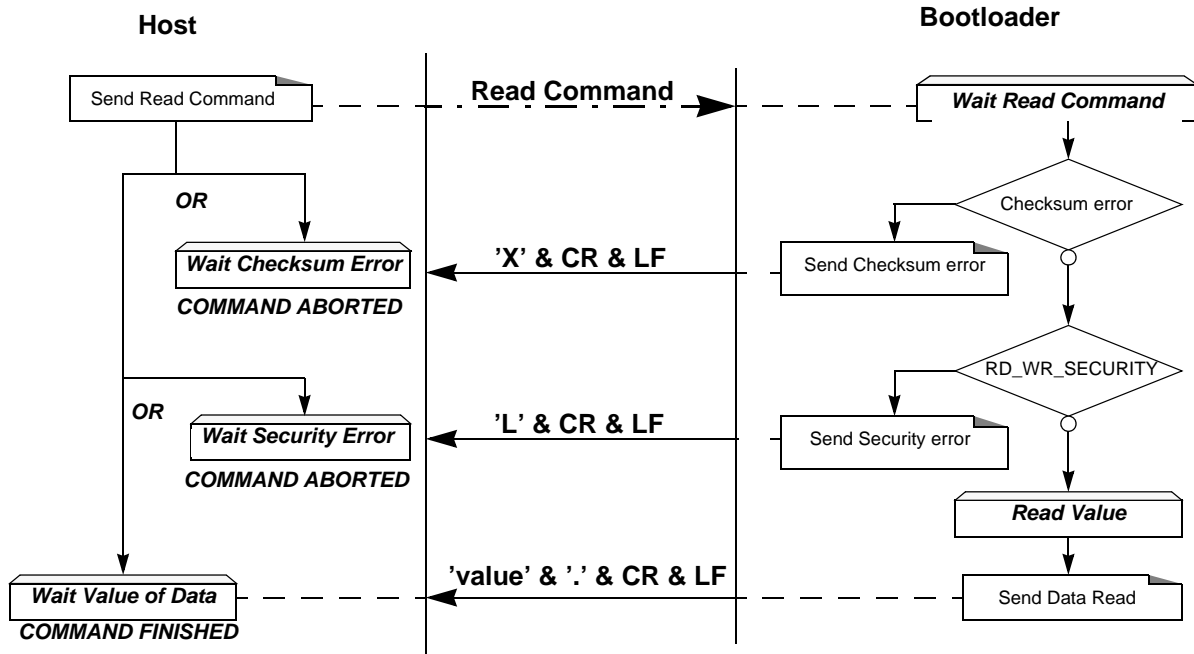 Host
Bootloader
Send Read Command
Read Command
Wait Read Command
OR
Checksum error
Wait Checksum Error
’X’ & CR & LF
Send Checksum error
COMMAND ABORTED
RD_WR_SECURITY
OR
Wait Security Error
’L’ & CR & LF
Send Security error
COMMAND ABORTED
Read Value
’value’ & ’.’ & CR & LF
Wait Value of Data
Send Data Read
COMMAND FINISHED